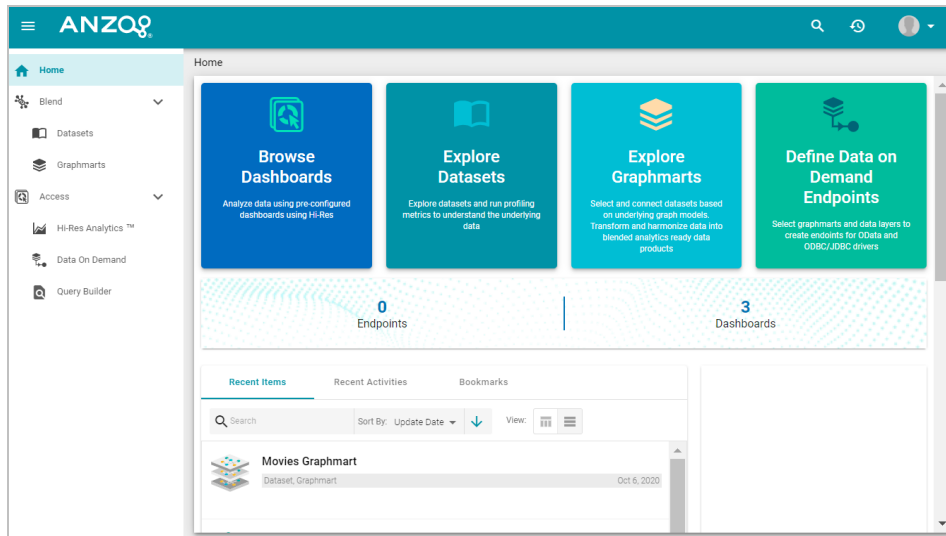 ANZO
Home
Home
Blend
Datasets
Graphmarts
Access
Hi-Res Analytics ™
Data On Demand
Query Builder
Browse
Dashboards
Analyze data using pre-configured
dashboards using Hi-Res
Explore
Datasets
Explore datasets and run profiling
metrics to understand the underlying
data
Explore
Graphmarts
Select and connect datasets based
on underlying graph models.
Transform and harmonize data into
blended analytics ready data
products
Define Data on
Demand
Endpoints
Select graphmarts and data layers to
create endoints for OData and
ODBC/JDBC drivers
0
Endpoints
3
Dashboards
Recent Items Recent Activities Bookmarks
Search Sort By: Update Date View:
Movies Graphmart
Dataset, Graphmart Oct 6, 2020